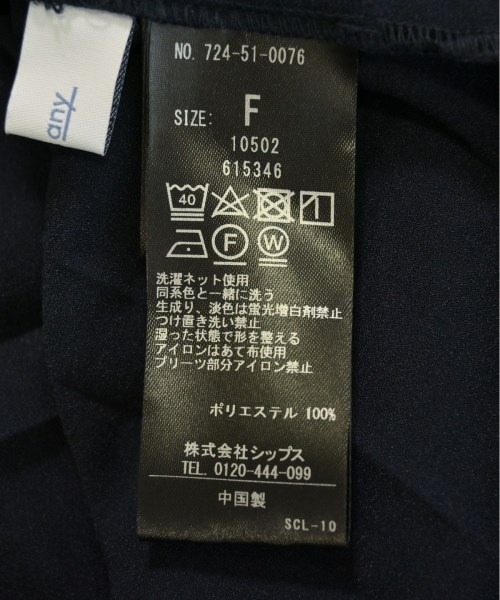 any
NO. 724-51-0076
SIZE: F
10502
615346
40
F W
洗濯ネット使用
同系色と一緒に洗う
生成り、淡色は蛍光増白剤禁止
つけ置き洗い禁止
湿った状態で形を整える
アイロンはあて布使用
プリーツ部分アイロン禁止
ポリエステル 100%
株式会社シップス
TEL. 0120-444-099
中国製
SCL-10